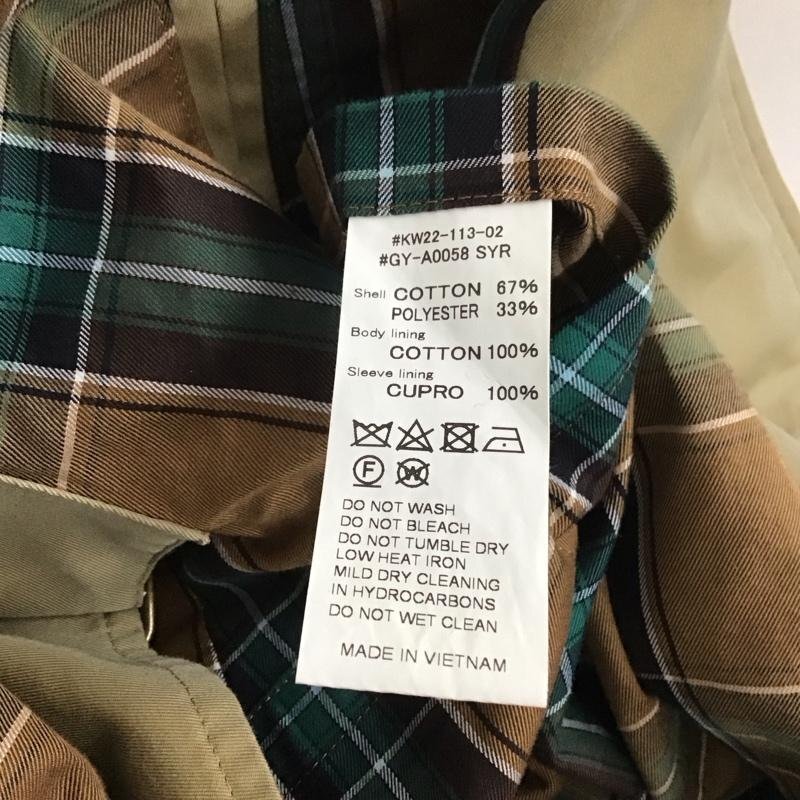 #KW22-113-02
#GY-A0058 SYR
Shell COTTON 67%
POLYESTER 33%
Body lining
COTTON 100%
Sleeve lining
CUPRO 100%
F W
DO NOT WASH
DO NOT BLEACH
DO NOT TUMBLE DRY
LOW HEAT IRON
MILD DRY CLEANING
IN HYDROCARBONS
DO NOT WET CLEAN
MADE IN VIETNAM